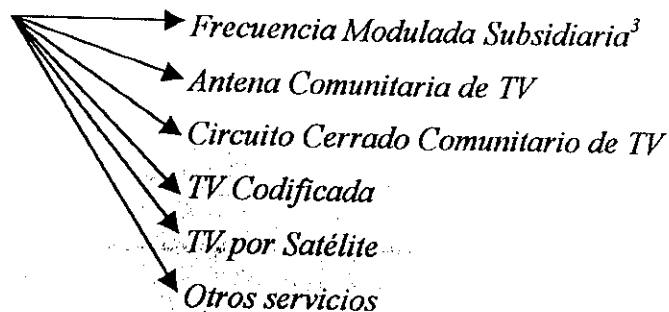 Frecuencia Modulada Subsidiaria³
Antena Comunitaria de TV
Circuito Cerrado Comunitario de TV
TV Codificada
TV por Satélite
Otros servicios